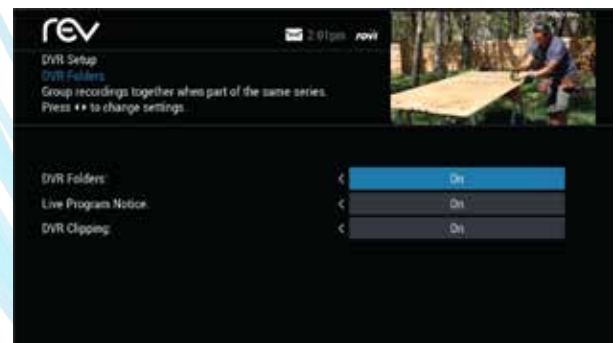 rev
2:01pm rovi
DVR Setup
DVR Folders
Group recordings together when part of the same series.
Press ◂▸ to change settings.
DVR Folders: < On
Live Program Notice: < On
DVR Clipping: < On